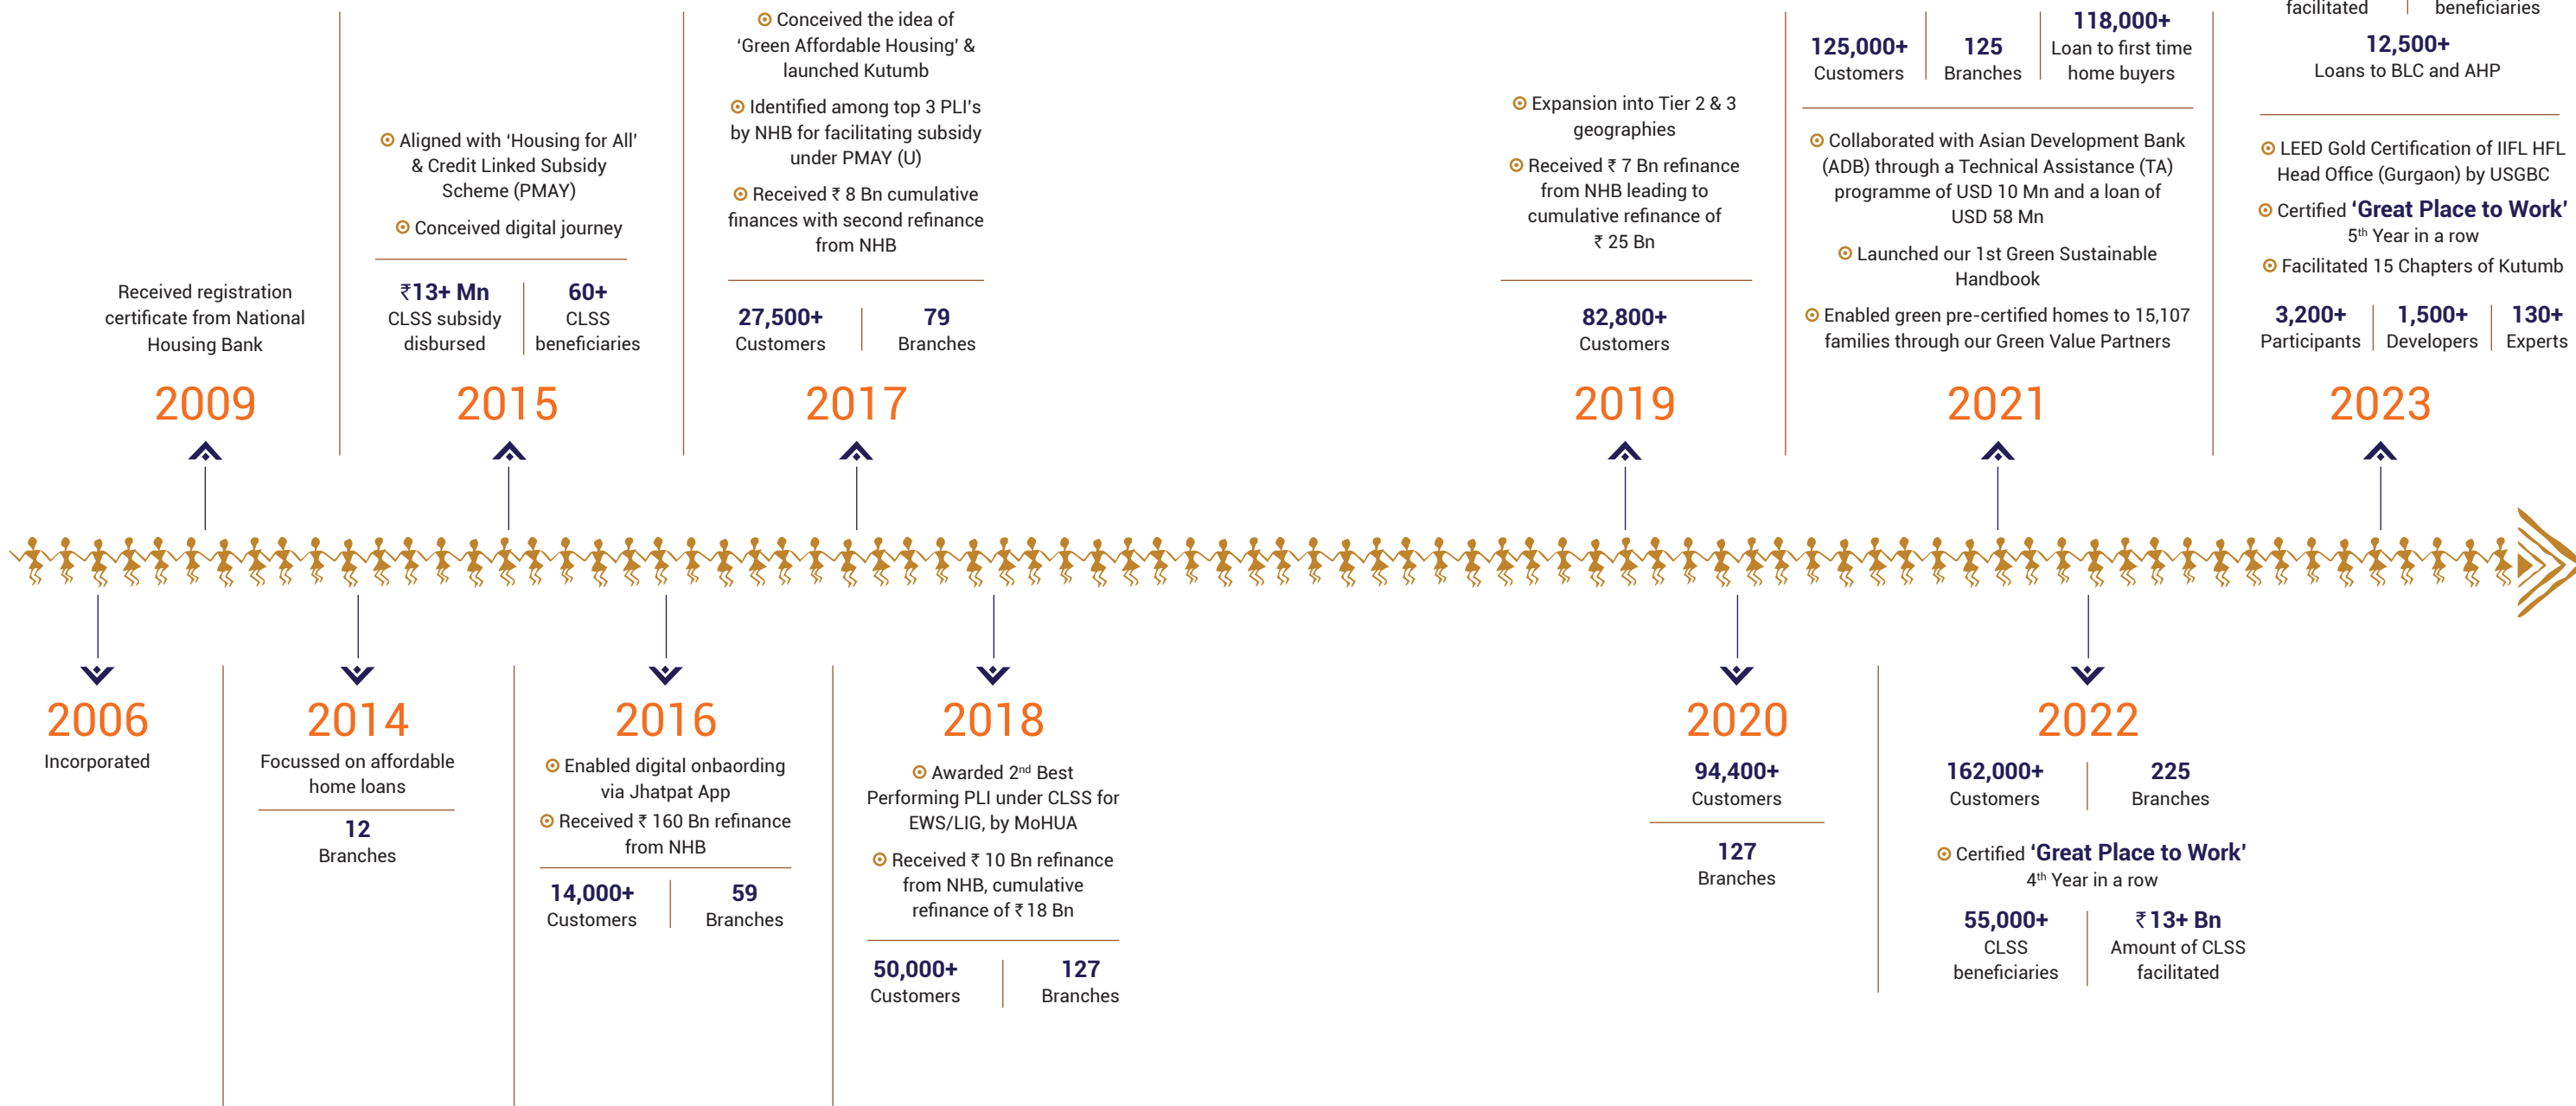 Received registration
certificate from National
Housing Bank
2009
Aligned with ‘Housing for All’
& Credit Linked Subsidy
Scheme (PMAY)
Conceived digital journey
₹13+ Mn
CLSS subsidy
disbursed
60+
CLSS
beneficiaries
2015
Conceived the idea of
‘Green Affordable Housing’ &
launched Kutumb
Identified among top 3 PLI’s
by NHB for facilitating subsidy
under PMAY (U)
Received ₹ 8 Bn cumulative
finances with second refinance
from NHB
27,500+
Customers
79
Branches
2017
Expansion into Tier 2 & 3
geographies
Received ₹ 7 Bn refinance
from NHB leading to
cumulative refinance of
₹ 25 Bn
82,800+
Customers
2019
125,000+
Customers
125
Branches
118,000+
Loan to first time
home buyers
Collaborated with Asian Development Bank
(ADB) through a Technical Assistance (TA)
programme of USD 10 Mn and a loan of
USD 58 Mn
Launched our 1st Green Sustainable
Handbook
Enabled green pre-certified homes to 15,107
families through our Green Value Partners
2021
facilitated
beneficiaries
12,500+
Loans to BLC and AHP
LEED Gold Certification of IIFL HFL
Head Office (Gurgaon) by USGBC
Certified ‘Great Place to Work’
5th Year in a row
Facilitated 15 Chapters of Kutumb
3,200+
Participants
1,500+
Developers
130+
Experts
2023
2006
Incorporated
2014
Focussed on affordable
home loans
12
Branches
2016
Enabled digital onbaording
via Jhatpat App
Received ₹ 160 Bn refinance
from NHB
14,000+
Customers
59
Branches
2018
Awarded 2nd Best
Performing PLI under CLSS for
EWS/LIG, by MoHUA
Received ₹ 10 Bn refinance
from NHB, cumulative
refinance of ₹ 18 Bn
50,000+
Customers
127
Branches
2020
94,400+
Customers
127
Branches
2022
162,000+
Customers
225
Branches
Certified ‘Great Place to Work’
4th Year in a row
55,000+
CLSS
beneficiaries
₹ 13+ Bn
Amount of CLSS
facilitated